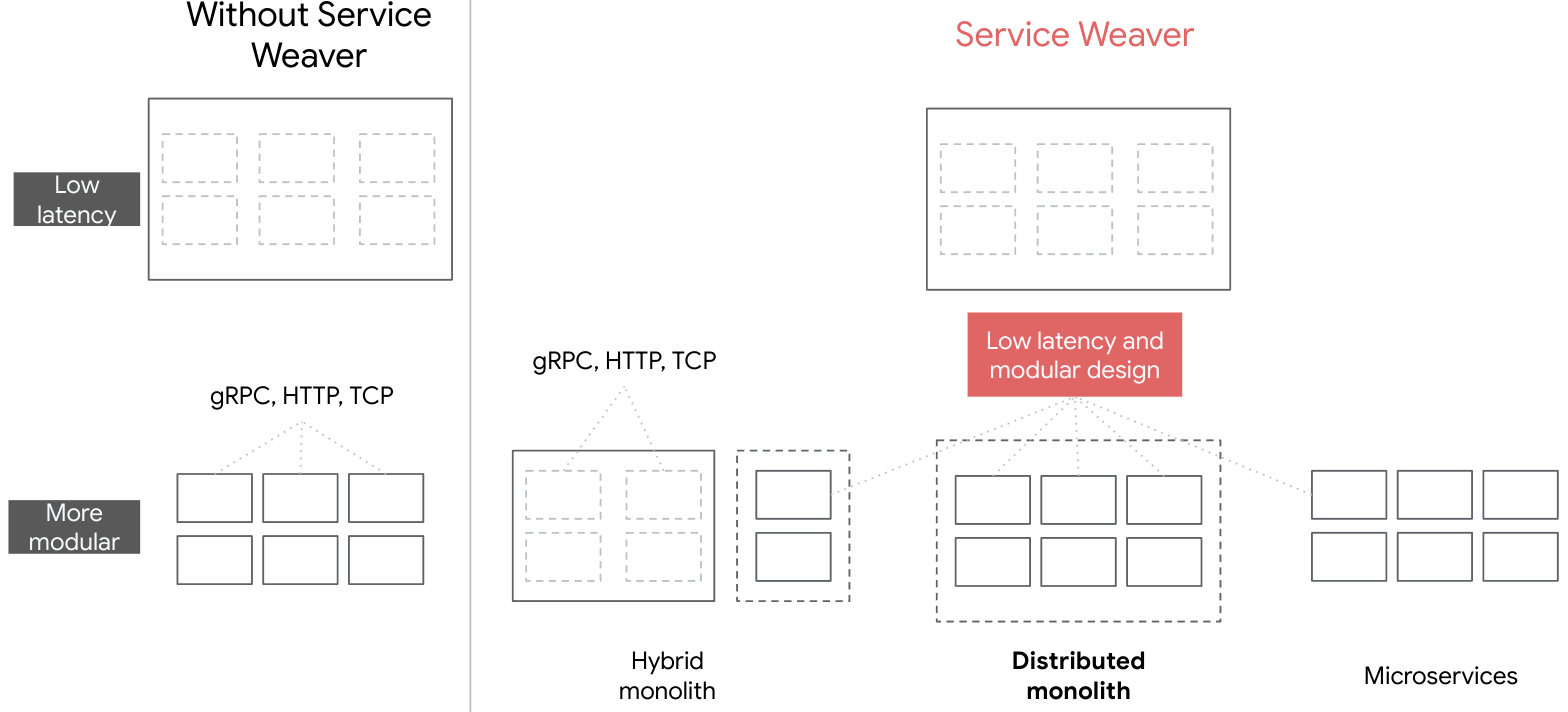 Without Service
Weaver
Service Weaver
Low
latency
gRPC, HTTP, TCP
Low latency and
modular design
gRPC, HTTP, TCP
More
modular
Hybrid
monolith
Distributed
monolith
Microservices